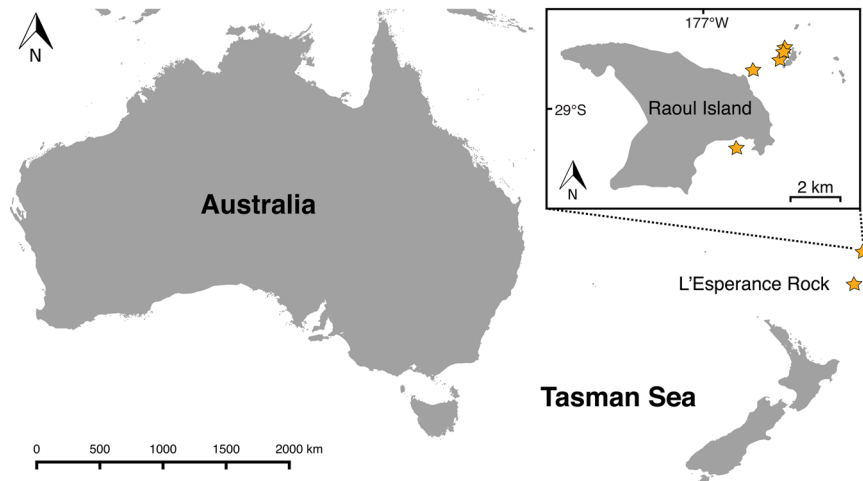 N
177°W
29°S
Raoul Island
N
2 km
Australia
L'Esperance Rock
Tasman Sea
0 500 1000 1500 2000 km